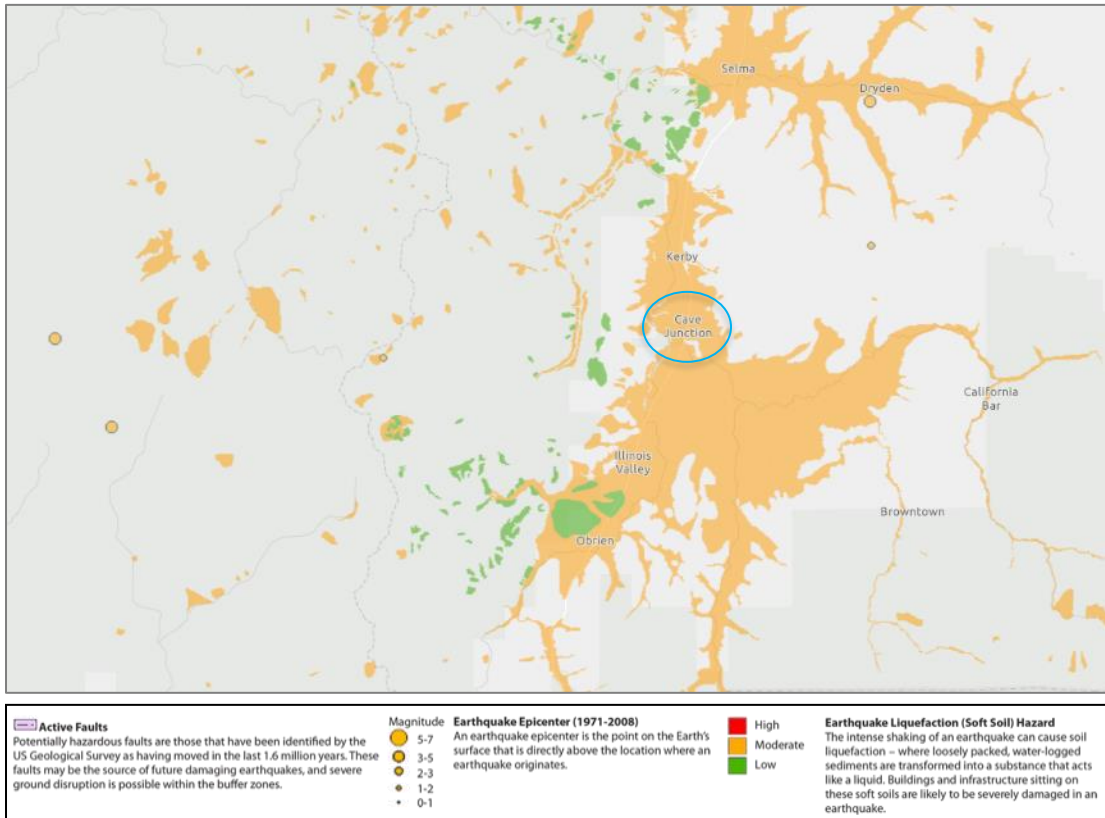 Selma
Dryden
Kerby
Cave
Junction
California
Bar
Illinois
Valley
Browntown
Obrien
Active Faults
Potentially hazardous faults are those that have been identified by the
US Geological Survey as having moved in the last 1.6 million years. These
faults may be the source of future damaging earthquakes, and severe
ground disruption is possible within the buffer zones.
Magnitude
5-7
3-5
2-3
1-2
0-1
Earthquake Epicenter (1971-2008)
An earthquake epicenter is the point on the Earth's
surface that is directly above the location where an
earthquake originates.
High
Moderate
Low
Earthquake Liquefaction (Soft Soil) Hazard
The intense shaking of an earthquake can cause soil
liquefaction – where loosely packed, water-logged
sediments are transformed into a substance that acts
like a liquid. Buildings and infrastructure sitting on
these soft soils are likely to be severely damaged in an
earthquake.